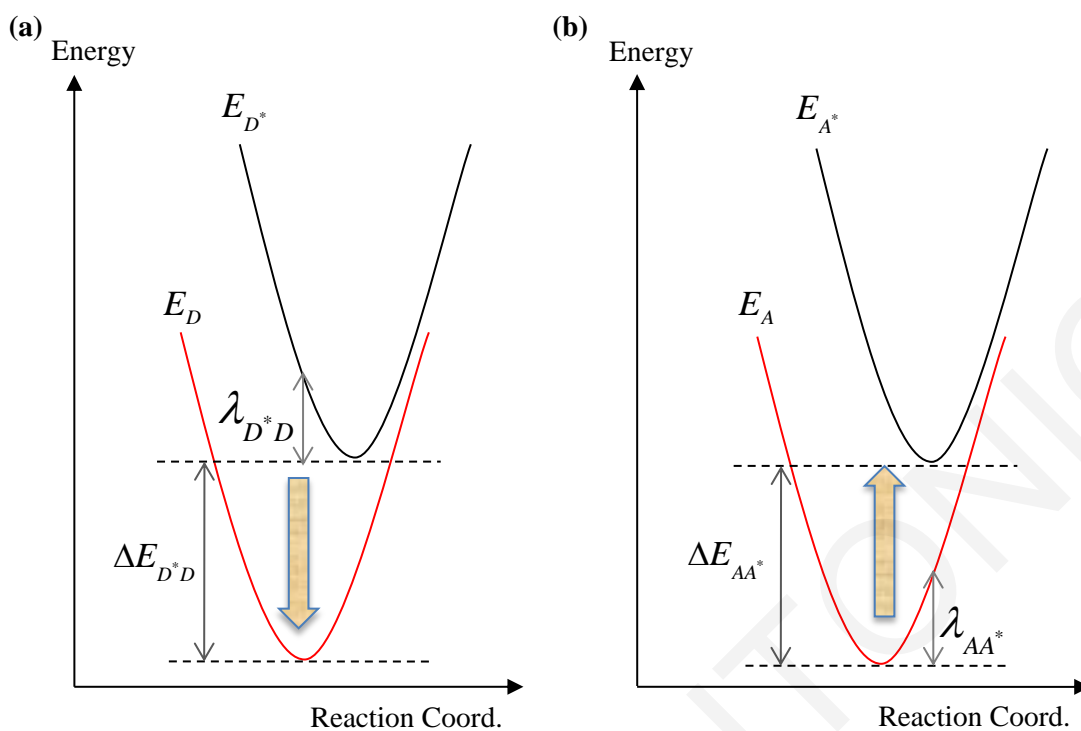 (a)
Energy
E_{D^*}
E_D
λ_{D^*D}
ΔE_{D^*D}
Reaction Coord.
(b)
Energy
E_{A^*}
E_A
ΔE_{AA^*}
λ_{AA^*}
Reaction Coord.